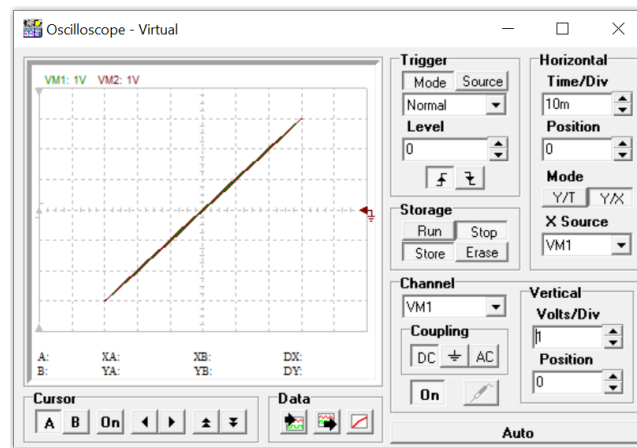 Oscilloscope - Virtual
VM1: 1V VM2: 1V
A: XA: XB: DX:
B: YA: YB: DY:
Cursor
A B On
Data
Trigger
Mode Source
Normal
Level
0
Storage
Run Stop
Store Erase
Channel
VM1
Coupling
DC AC
On
Horizontal
Time/Div
10m
Position
0
Mode
Y/T Y/X
X Source
VM1
Vertical
Volts/Div
1
Position
0
Auto